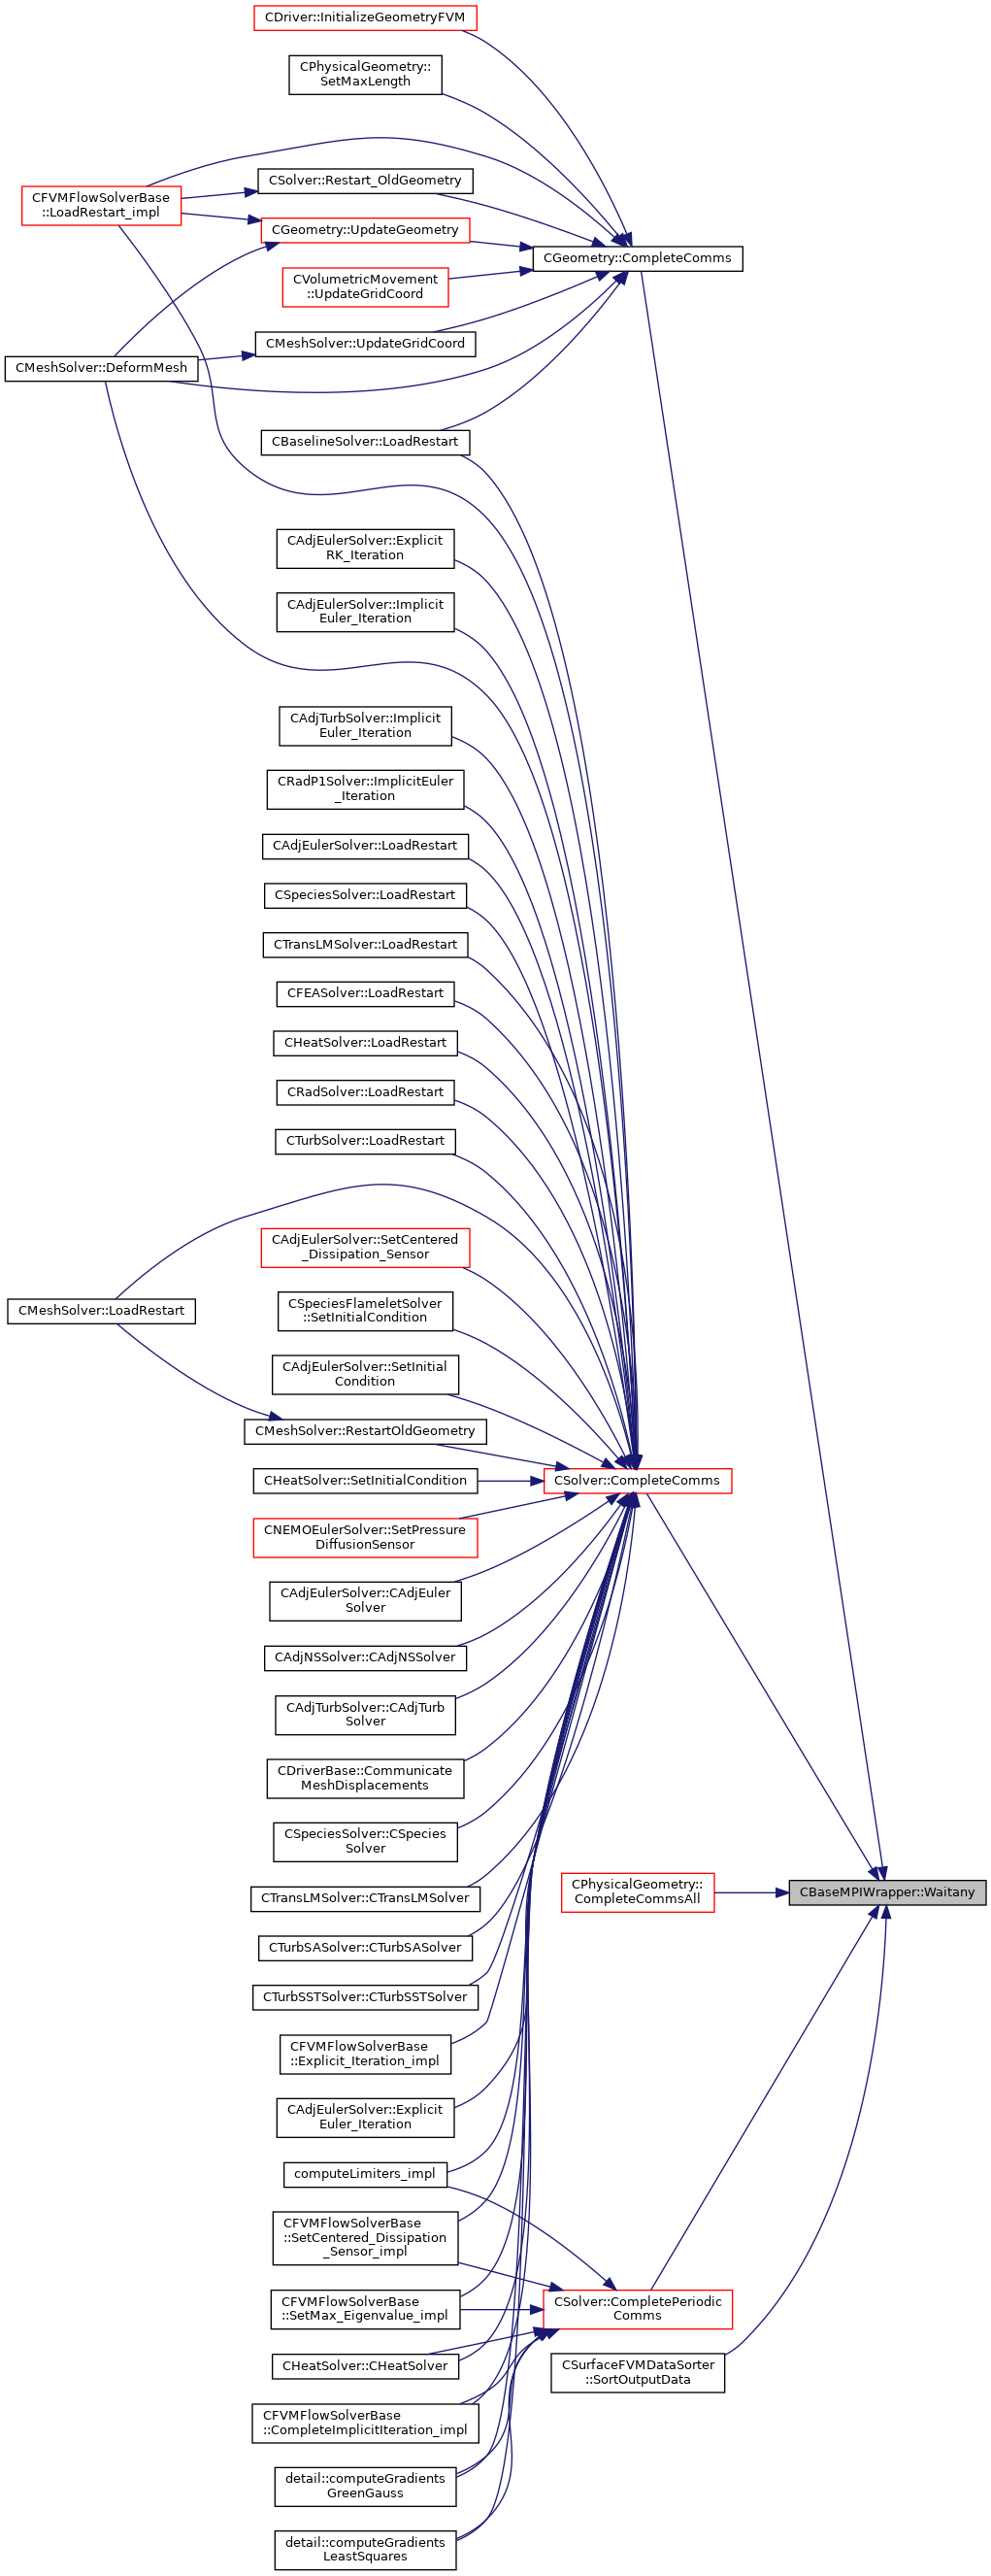 CDriver::InitializeGeometryFVM
CPhysicalGeometry::
SetMaxLength
CSolver::Restart_OldGeometry
CFVMFlowSolverBase
::LoadRestart_impl
CGeometry::UpdateGeometry
CGeometry::CompleteComms
CVolumetricMovement
::UpdateGridCoord
CMeshSolver::UpdateGridCoord
CMeshSolver::DeformMesh
CBaselineSolver::LoadRestart
CAdjEulerSolver::Explicit
RK_Iteration
CAdjEulerSolver::Implicit
Euler_Iteration
CAdjTurbSolver::Implicit
Euler_Iteration
CRadP1Solver::ImplicitEuler
_Iteration
CAdjEulerSolver::LoadRestart
CSpeciesSolver::LoadRestart
CTransLMSolver::LoadRestart
CFEASolver::LoadRestart
CHeatSolver::LoadRestart
CRadSolver::LoadRestart
CTurbSolver::LoadRestart
CAdjEulerSolver::SetCentered
_Dissipation_Sensor
CMeshSolver::LoadRestart
CSpeciesFlameletSolver
::SetInitialCondition
CAdjEulerSolver::SetInitial
Condition
CMeshSolver::RestartOldGeometry
CHeatSolver::SetInitialCondition
CSolver::CompleteComms
CNEMOEulerSolver::SetPressure
DiffusionSensor
CAdjEulerSolver::CAdjEuler
Solver
CAdjNSSolver::CAdjNSSolver
CAdjTurbSolver::CAdjTurb
Solver
CDriverBase::Communicate
MeshDisplacements
CSpeciesSolver::CSpecies
Solver
CTransLMSolver::CTransLMSolver
CPhysicalGeometry::
CompleteCommsAll
CBaseMPIWrapper::Waitany
CTurbSASolver::CTurbSASolver
CTurbSSTSolver::CTurbSSTSolver
CFVMFlowSolverBase
::Explicit_Iteration_impl
CAdjEulerSolver::Explicit
Euler_Iteration
computeLimiters_impl
CFVMFlowSolverBase
::SetCentered_Dissipation
_Sensor_impl
CFVMFlowSolverBase
::SetMax_Eigenvalue_impl
CSolver::CompletePeriodic
Comms
CHeatSolver::CHeatSolver
CSurfaceFVMDataSorter
::SortOutputData
CFVMFlowSolverBase
::CompleteImplicitIteration_impl
detail::computeGradients
GreenGauss
detail::computeGradients
LeastSquares